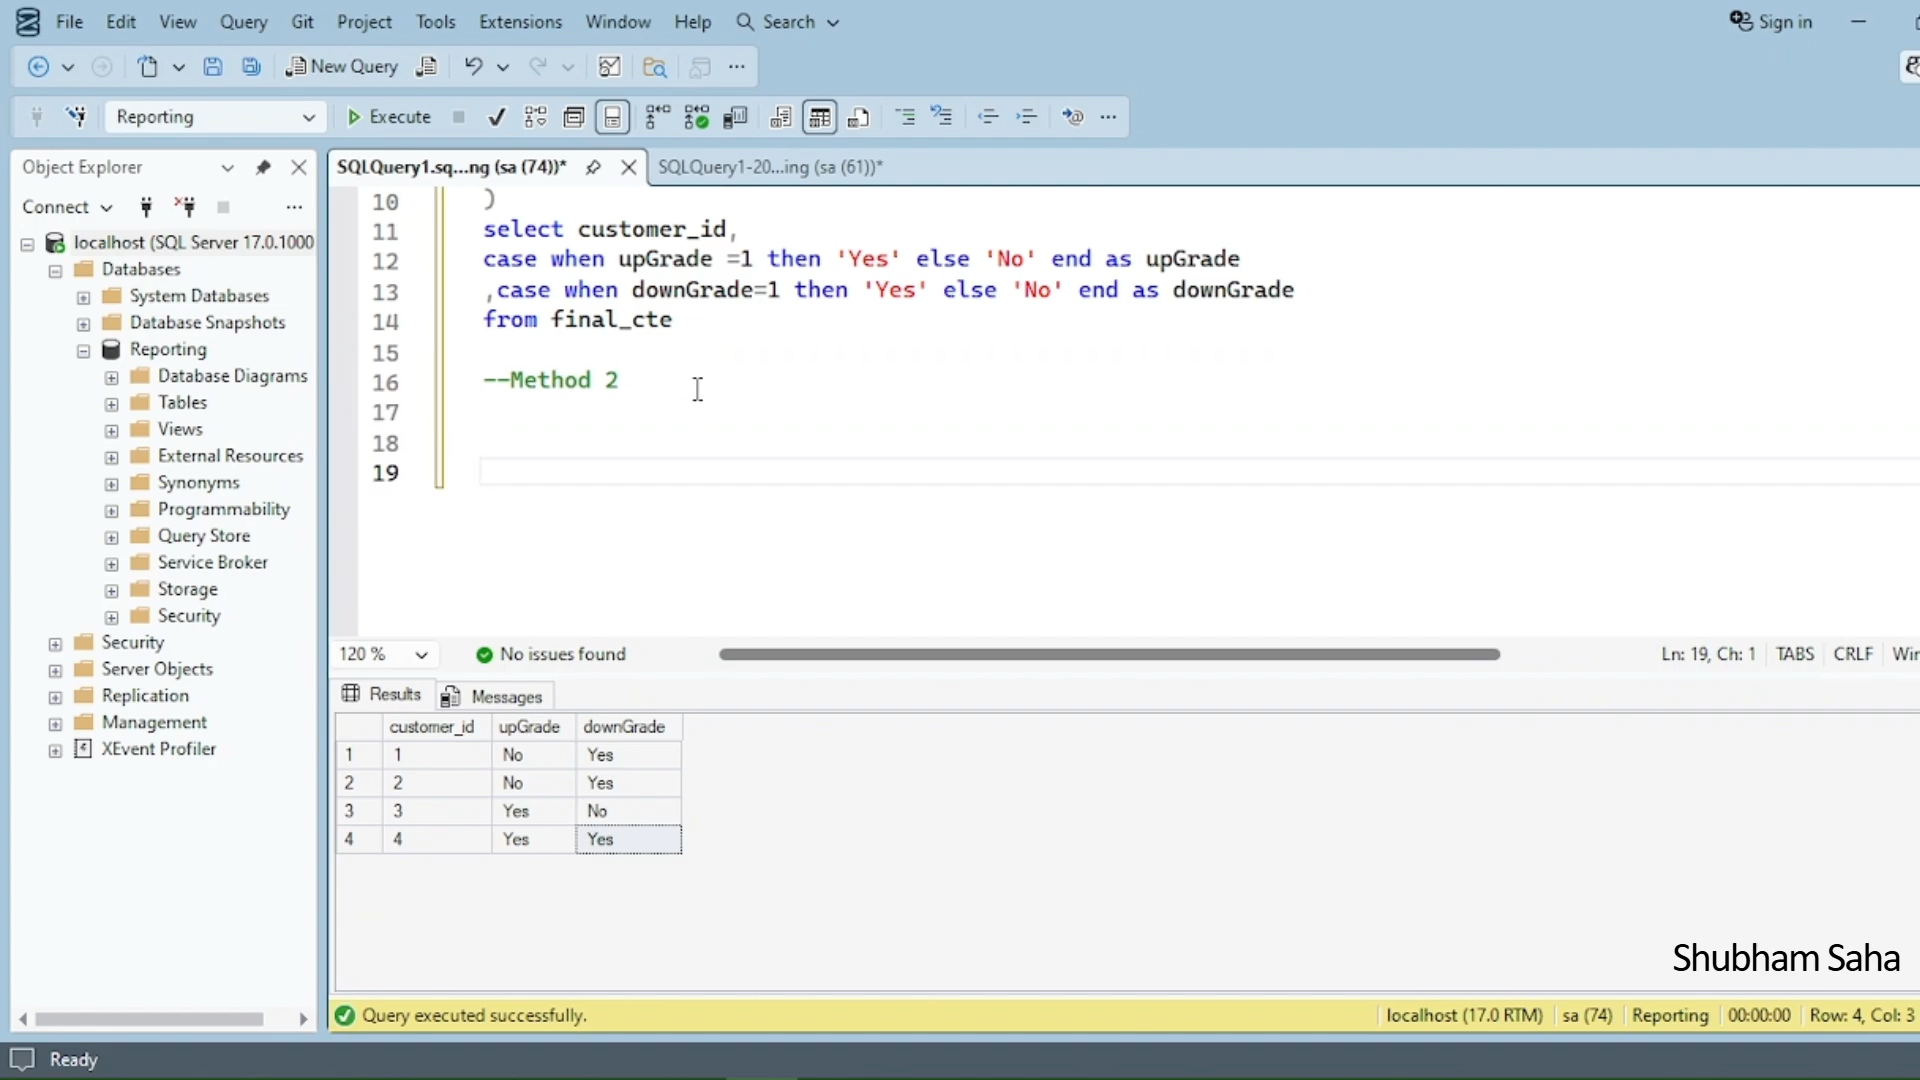 File Edit View Query Git Project Tools Extensions Window Help Search Sign in
New Query
Reporting Execute
Object Explorer
SQLQuery1.sq...ng (sa (74))* SQLQuery1-20...ing (sa (61))*
Connect
localhost (SQL Server 17.0.1000
Databases
System Databases
Database Snapshots
Reporting
Database Diagrams
Tables
Views
External Resources
Synonyms
Programmability
Query Store
Service Broker
Storage
Security
Security
Server Objects
Replication
Management
XEvent Profiler
10 )
11 select customer_id,
12 case when upGrade =1 then 'Yes' else 'No' end as upGrade
13 ,case when downGrade=1 then 'Yes' else 'No' end as downGrade
14 from final_cte
15
16 --Method 2
17
18
19
120 % No issues found Ln: 19, Ch: 1 TABS CRLF
Results Messages
customer_id upGrade downGrade
1 1 No Yes
2 2 No Yes
3 3 Yes No
4 4 Yes Yes
Shubham Saha
Query executed successfully. localhost (17.0 RTM) sa (74) Reporting 00:00:00 Row: 4, Col: 3
Ready